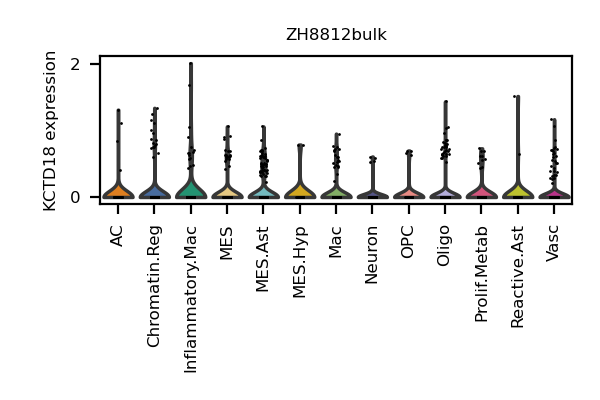 ZH8812bulk
KCTD18 expression
2
0
AC
Chromatin.Reg
Inflammatory.Mac
MES
MES.Ast
MES.Hyp
Mac
Neuron
OPC
Oligo
Prolif.Metab
Reactive.Ast
Vasc